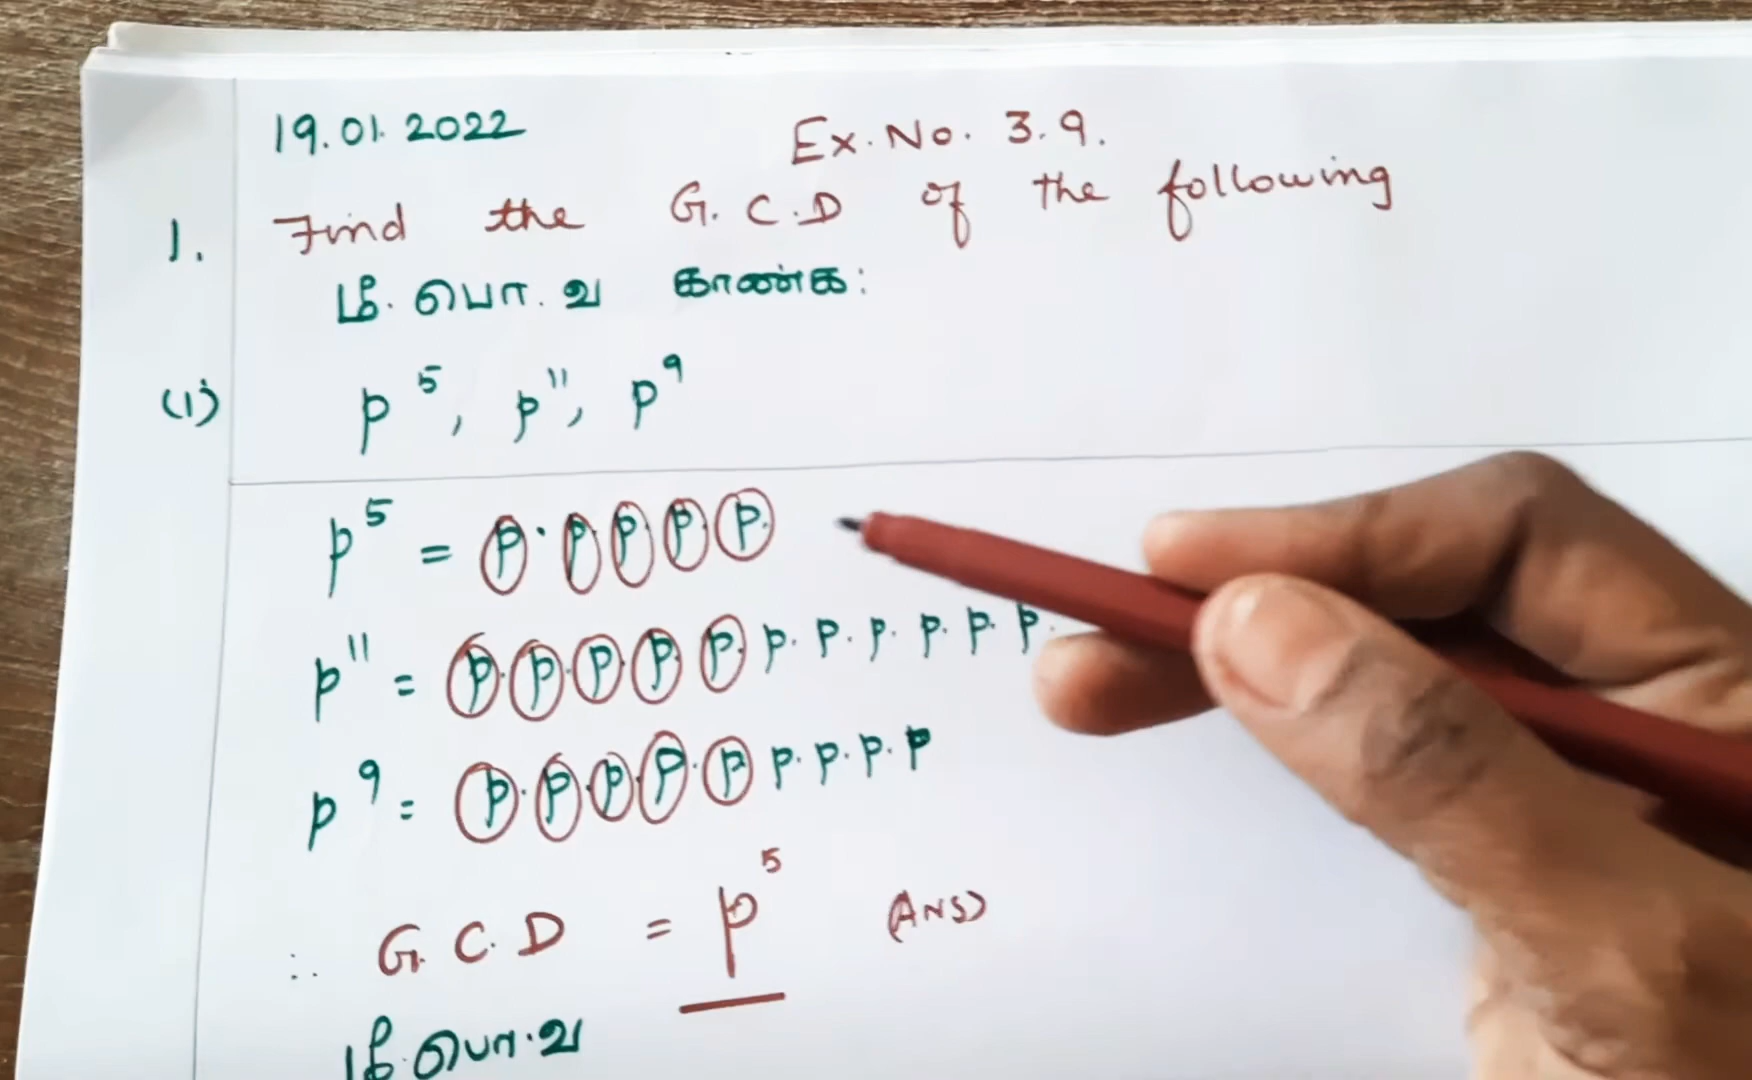 19.01.2022 Ex.No. 3.9.
1. Find the G.C.D of the following
மீ.பொ.வ காண்க:
(i) p⁵, p¹¹, p⁹
p⁵ = p.p.p.p.p.
p¹¹ = p.p.p.p.p.p.p.p.p.p.p.
p⁹ = p.p.p.p.p.p.p.p.p
∴ G.C.D = p⁵ (Ans)
மீ.பொ.வ